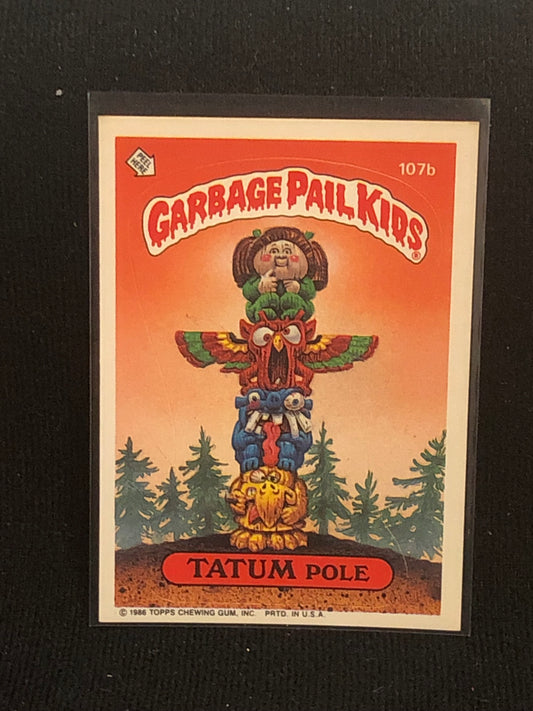 PEEL
HERE
107b
GARBAGE PAIL KIDS
®
TATUM POLE
© 1986 TOPPS CHEWING GUM, INC. PRTD. IN U.S.A.